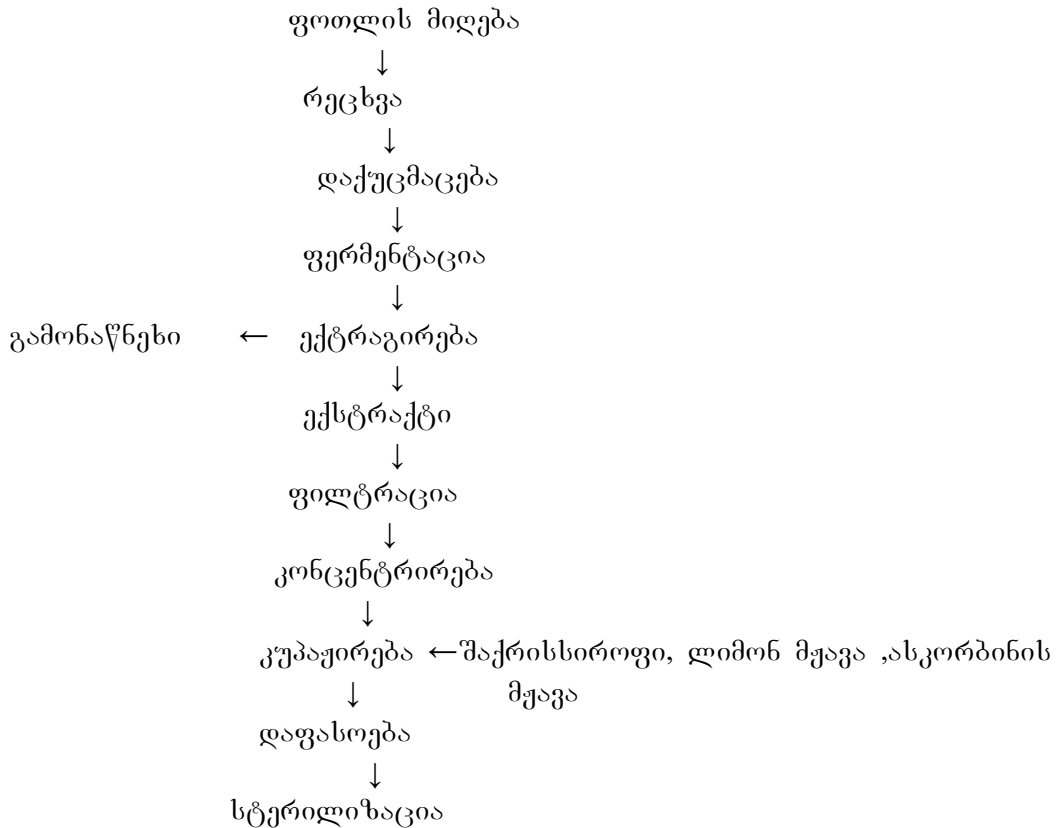 ფოთლის მიღება
↓
რეცხვა
↓
დაქუცმაცება
↓
ფერმენტაცია
↓
გამონაწნეხი ← ექტრაგირება
↓
ექსტრაქტი
↓
ფილტრაცია
↓
კონცენტრირება
↓
კუპაჟირება ←შაქრისსიროფი, ლიმონ მჟავა ,ასკორბინის
↓ მჟავა
დაფასოება
↓
სტერილიზაცია